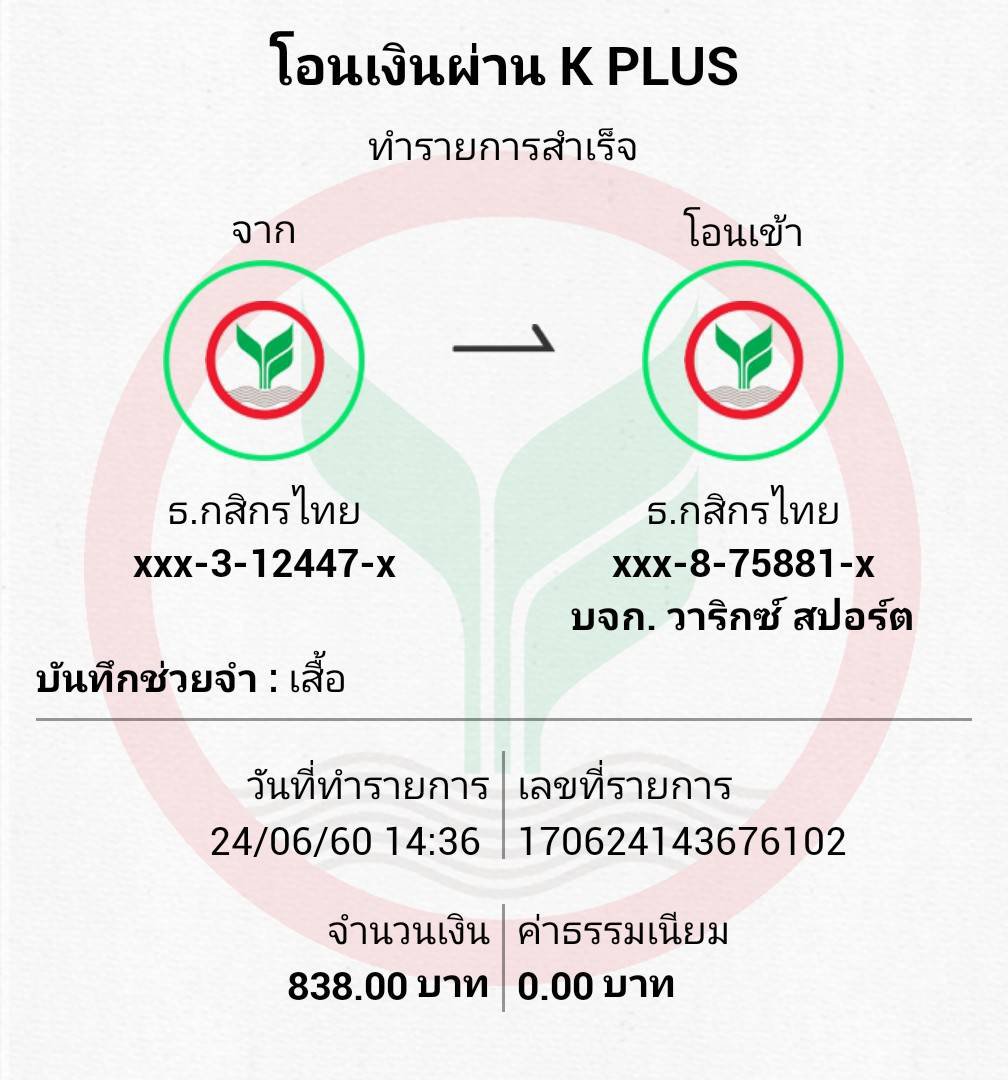 โอนเงินผ่าน K PLUS
ทำรายการสำเร็จ
จาก
โอนเข้า
ธ.กสิกรไทย
xxx-3-12447-x
ธ.กสิกรไทย
xxx-8-75881-x
บจก. วาริกซ์ สปอร์ต
บันทึกช่วยจำ : เสื้อ
วันที่ทำรายการ
24/06/60 14:36
เลขที่รายการ
170624143676102
จำนวนเงิน
838.00 บาท
ค่าธรรมเนียม
0.00 บาท